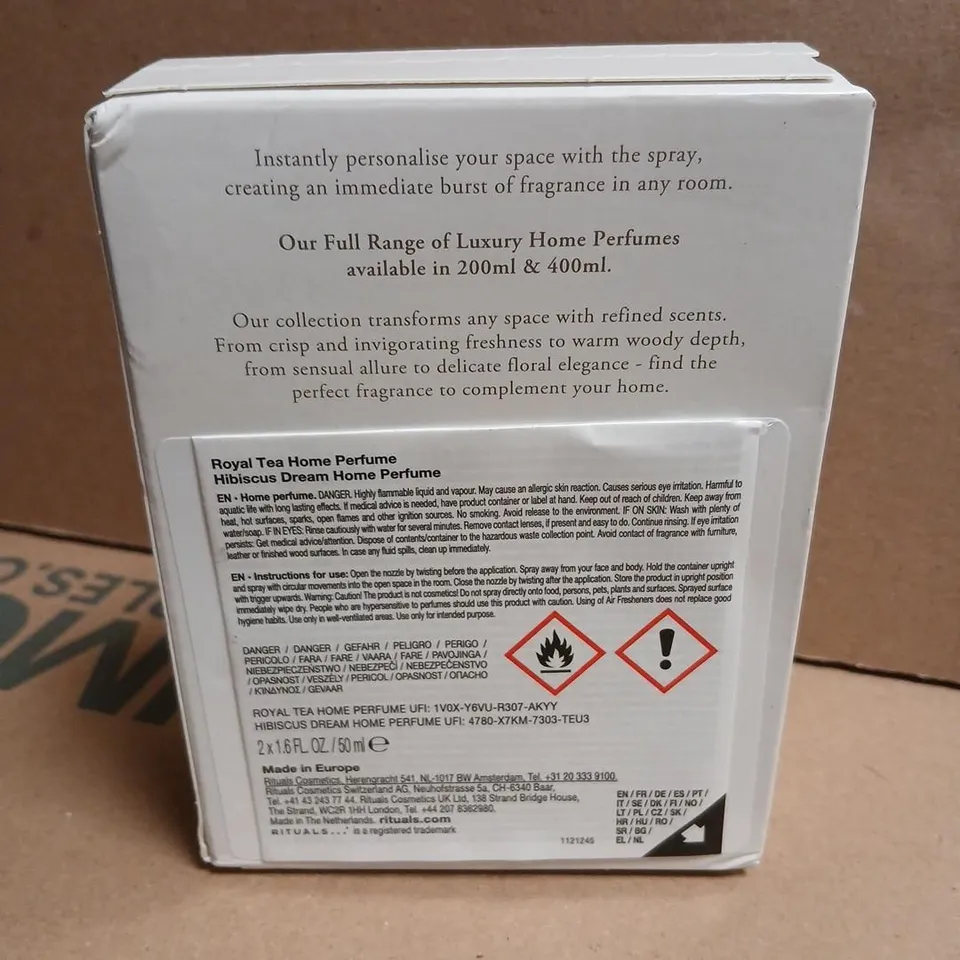 Instantly personalise your space with the spray,
creating an immediate burst of fragrance in any room.
Our Full Range of Luxury Home Perfumes
available in 200ml & 400ml.
Our collection transforms any space with refined scents.
From crisp and invigorating freshness to warm woody depth,
from sensual allure to delicate floral elegance - find the
perfect fragrance to complement your home.
Royal Tea Home Perfume
Hibiscus Dream Home Perfume
EN - Home perfume. DANGER. Highly flammable liquid and vapour. May cause an allergic skin reaction. Causes serious eye irritation. Harmful to
aquatic life with long lasting effects. If medical advice is needed, have product container or label at hand. Keep out of reach of children. Keep away from
heat, hot surfaces, sparks, open flames and other ignition sources. No smoking. Avoid release to the environment. IF ON SKIN: Wash with plenty of
water/soap. IF IN EYES: Rinse cautiously with water for several minutes. Remove contact lenses, if present and easy to do. Continue rinsing. If eye irritation
persists: Get medical advice/attention. Dispose of contents/container to the hazardous waste collection point. Avoid contact of fragrance with furniture,
leather or finished wood surfaces. In case any fluid spills, clean up immediately.
EN - Instructions for use: Open the nozzle by twisting before the application. Spray away from your face and body. Hold the container upright
and spray with circular movements into the open space in the room. Close the nozzle by twisting after the application. Store the product in upright position
with trigger upwards. Warning: Caution! The product is not cosmetics! Do not spray directly onto food, persons, pets, plants and surfaces. Sprayed surface
immediately wipe dry. People who are hypersensitive to perfumes should use this product with caution. Using of Air Fresheners does not replace good
hygiene habits. Use only in well-ventilated areas. Use only for intended purpose.
DANGER / DANGER / GEFAHR / PELIGRO / PERIGO /
PERICOLO / FARA / FARE / VAARA / FARE / PAVOJINGA /
NIEBEZPIECZEŃSTWO / NEBEZPEČÍ / NEBEZPEČENSTVO
/ OPASNOST / VESZÉLY / PERICOL / OPASNOST / ОПАСНО
/ ΚΊΝΔΥΝΟΣ / GEVAAR
ROYAL TEA HOME PERFUME UFI: 1V0X-Y6VU-R307-AKYY
HIBISCUS DREAM HOME PERFUME UFI: 4780-X7KM-7303-TEU3
2 x 1.6 FL. OZ. / 50 ml ℮
Made in Europe
Rituals Cosmetics, Herengracht 541, NL-1017 BW Amsterdam, Tel. +31 20 333 9100.
Rituals Cosmetics Switzerland AG, Neuhofstrasse 5a, CH-6340 Baar,
Tel. +41 43 243 77 44. Rituals Cosmetics UK Ltd, 138 Strand Bridge House,
The Strand, WC2R 1HH London, Tel. +44 207 8362980.
Made in The Netherlands. rituals.com
RITUALS...® is a registered trademark
1121245
EN / FR / DE / ES / PT /
IT / SE / DK / FI / NO /
LT / PL / CZ / SK /
HR / HU / RO /
SR / BG /
EL / NL